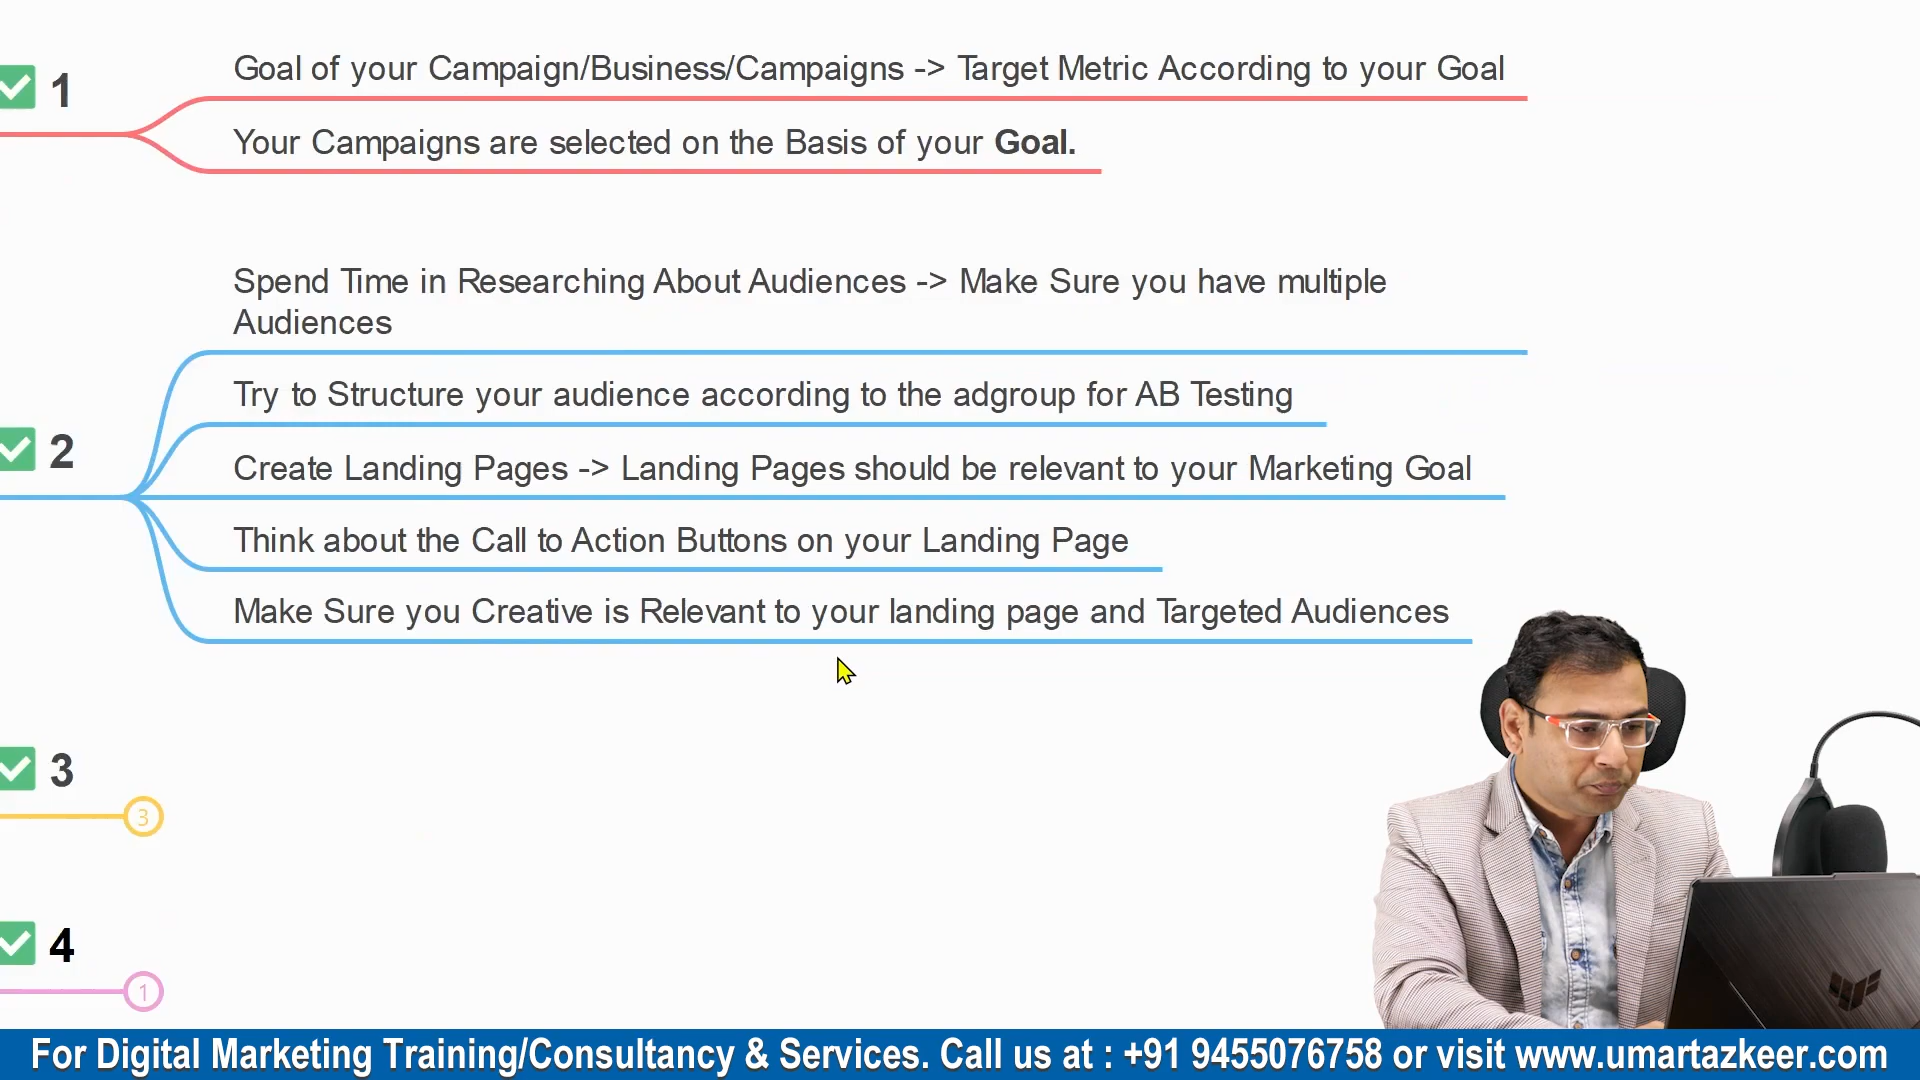 1
Goal of your Campaign/Business/Campaigns -> Target Metric According to your Goal
Your Campaigns are selected on the Basis of your Goal.
2
Spend Time in Researching About Audiences -> Make Sure you have multiple
Audiences
Try to Structure your audience according to the adgroup for AB Testing
Create Landing Pages -> Landing Pages should be relevant to your Marketing Goal
Think about the Call to Action Buttons on your Landing Page
Make Sure you Creative is Relevant to your landing page and Targeted Audiences
3
3
4
1
For Digital Marketing Training/Consultancy & Services. Call us at : +91 9455076758 or visit www.umartazkeer.com